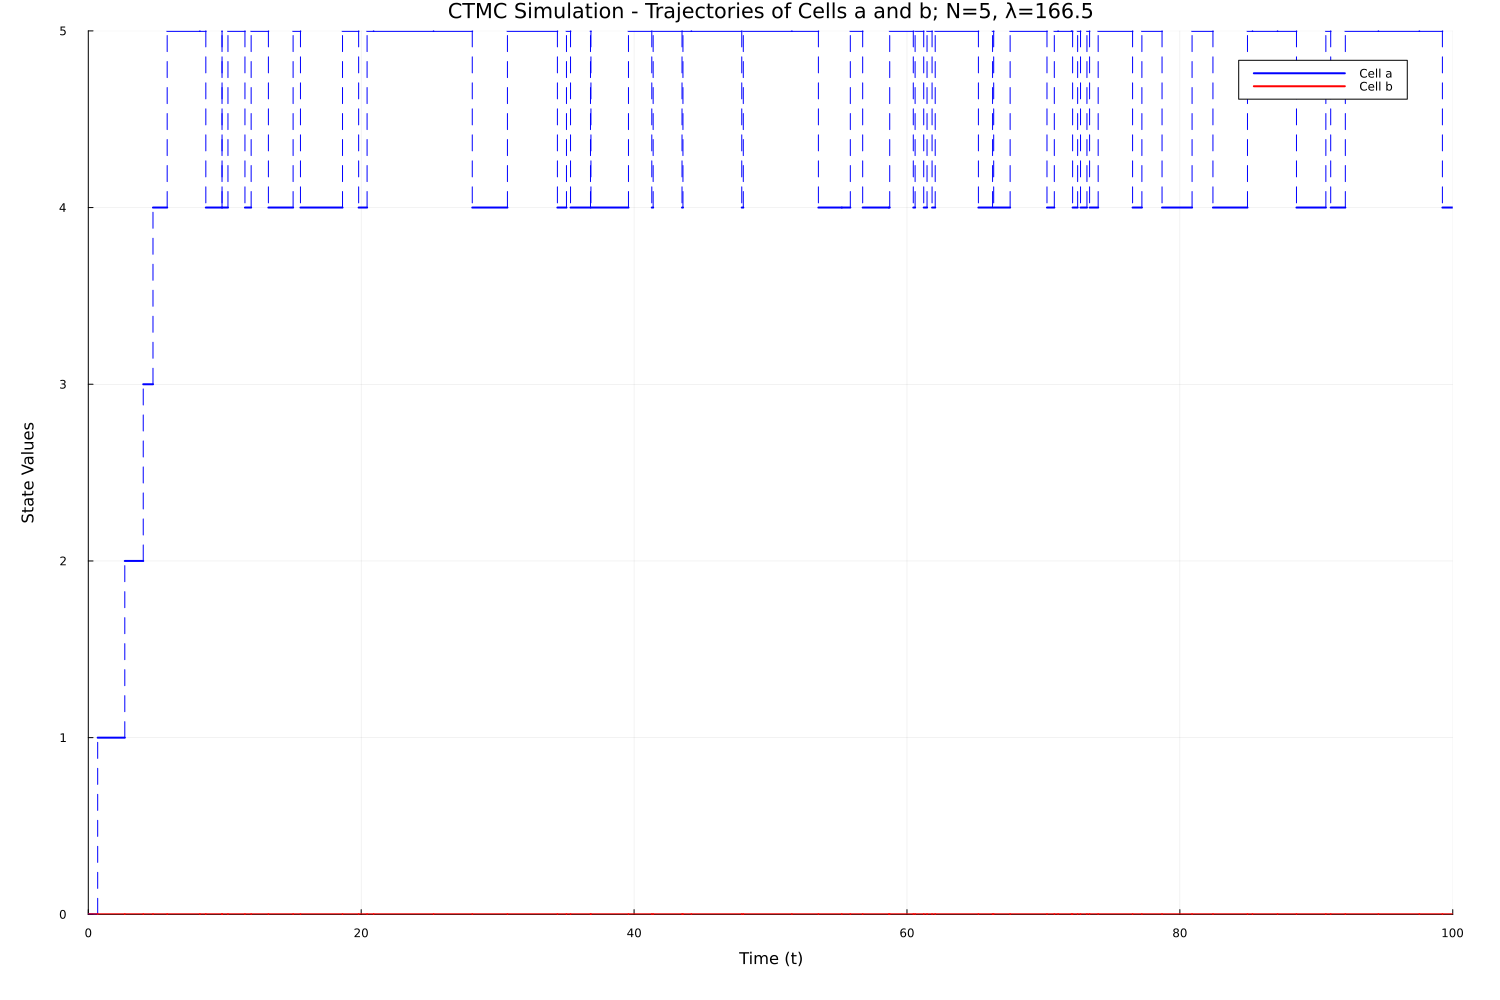 CTMC Simulation - Trajectories of Cells a and b; N=5, λ=166.5
5
Cell a
Cell b
4
3
State Values
2
1
0
0 20 40 60 80 100
Time (t)